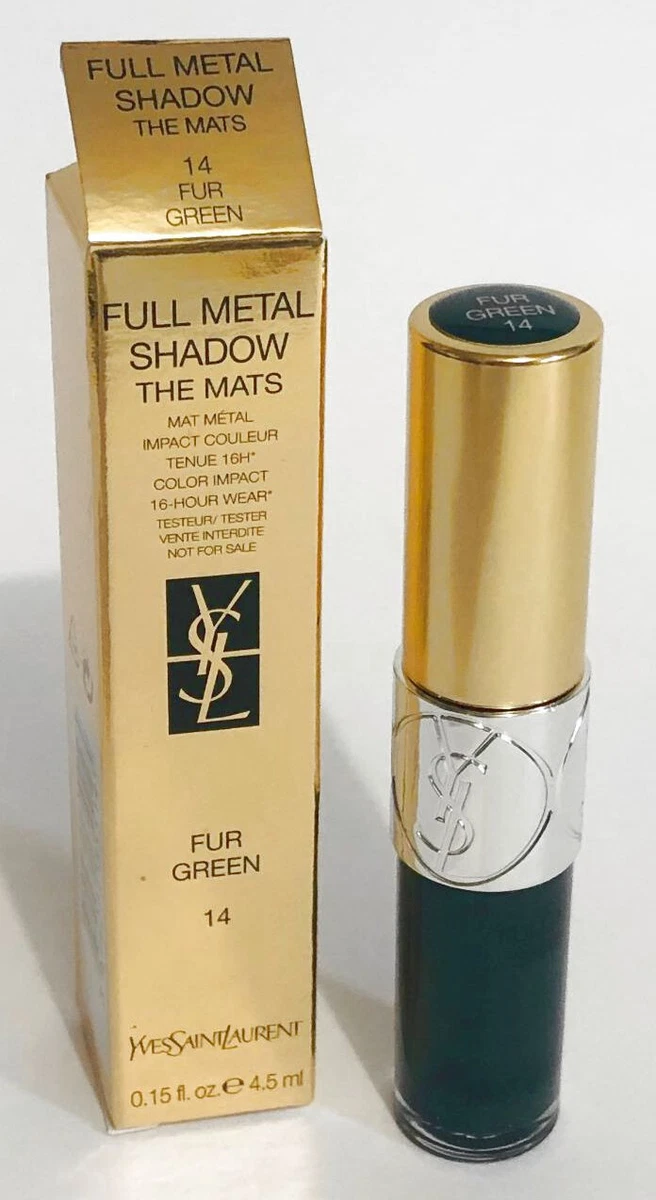 FULL METAL
SHADOW
THE MATS
14
FUR
GREEN
FULL METAL
SHADOW
THE MATS
MAT MÉTAL
IMPACT COULEUR
TENUE 16H*
COLOR IMPACT
16-HOUR WEAR*
TESTEUR/ TESTER
VENTE INTERDITE
NOT FOR SALE
YSL
FUR
GREEN
14
YVESSAINTLAURENT
0.15 fl. oz. e 4.5 ml
FUR
GREEN
14
YSL